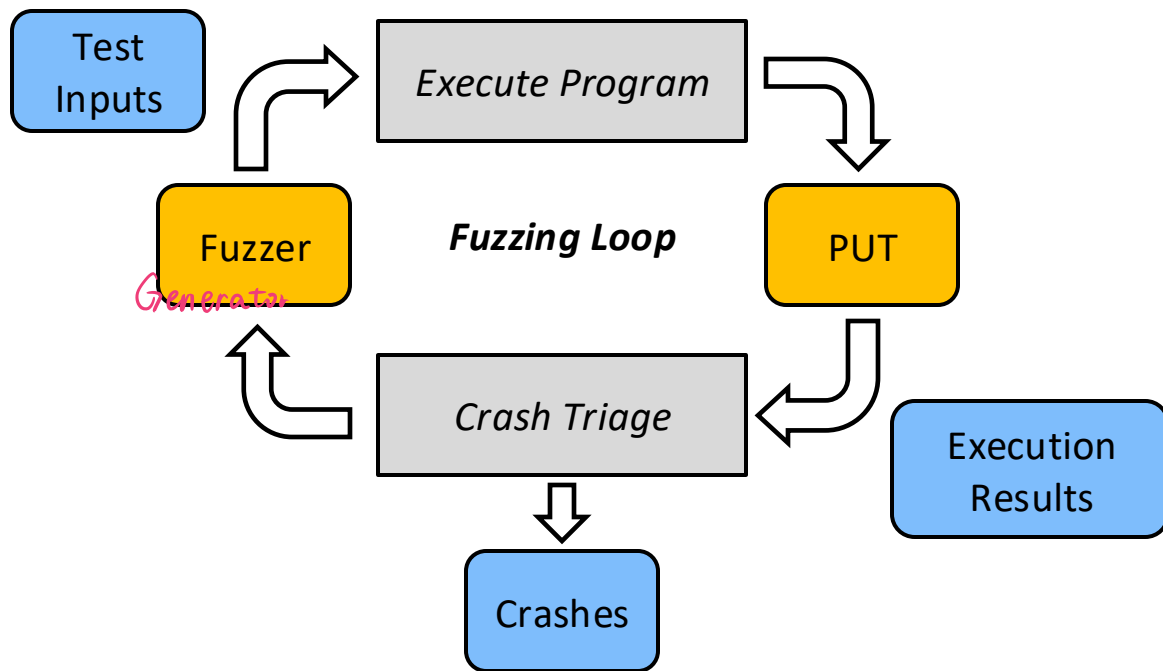 Test
Inputs
Execute Program
Fuzzer
Generator
Fuzzing Loop
PUT
Crash Triage
Execution
Results
Crashes